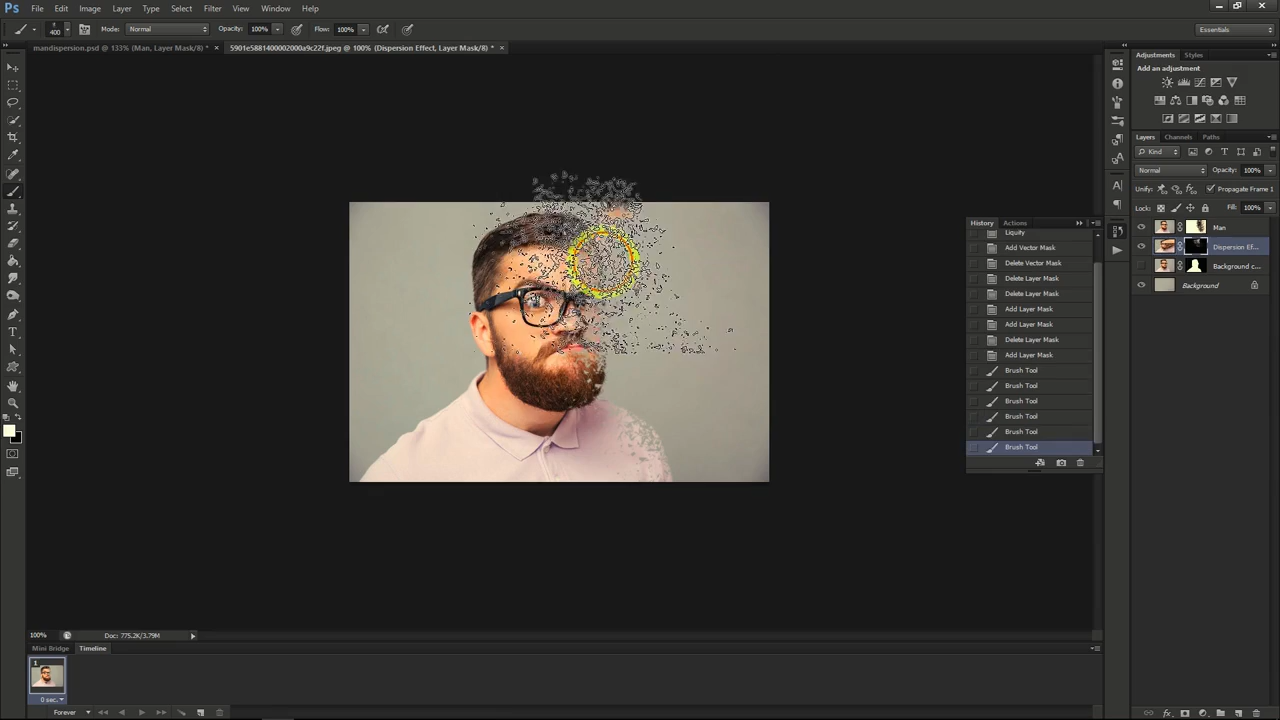 Ps File Edit Image Layer Type Select Filter View Window Help
400 Mode: Normal Opacity: 100% Flow: 100% Essentials
mandispersion.psd @ 133% (Man, Layer Mask/8) * × 5901e5881400002000a9c22f.jpeg @ 100% (Dispersion Effect, Layer Mask/8) * ×
Adjustments Styles
Add an adjustment
Layers Channels Paths
Kind
Normal Opacity: 100%
Unify: Propagate Frame 1
Lock: Fill: 100%
Man
Dispersion Ef...
Background c...
Background
History Actions
Liquify
Add Vector Mask
Delete Vector Mask
Delete Layer Mask
Delete Layer Mask
Add Layer Mask
Add Layer Mask
Delete Layer Mask
Add Layer Mask
Brush Tool
Brush Tool
Brush Tool
Brush Tool
Brush Tool
Brush Tool
100% Doc: 775.2K/3.79M
Mini Bridge Timeline
1
0 sec.
Forever